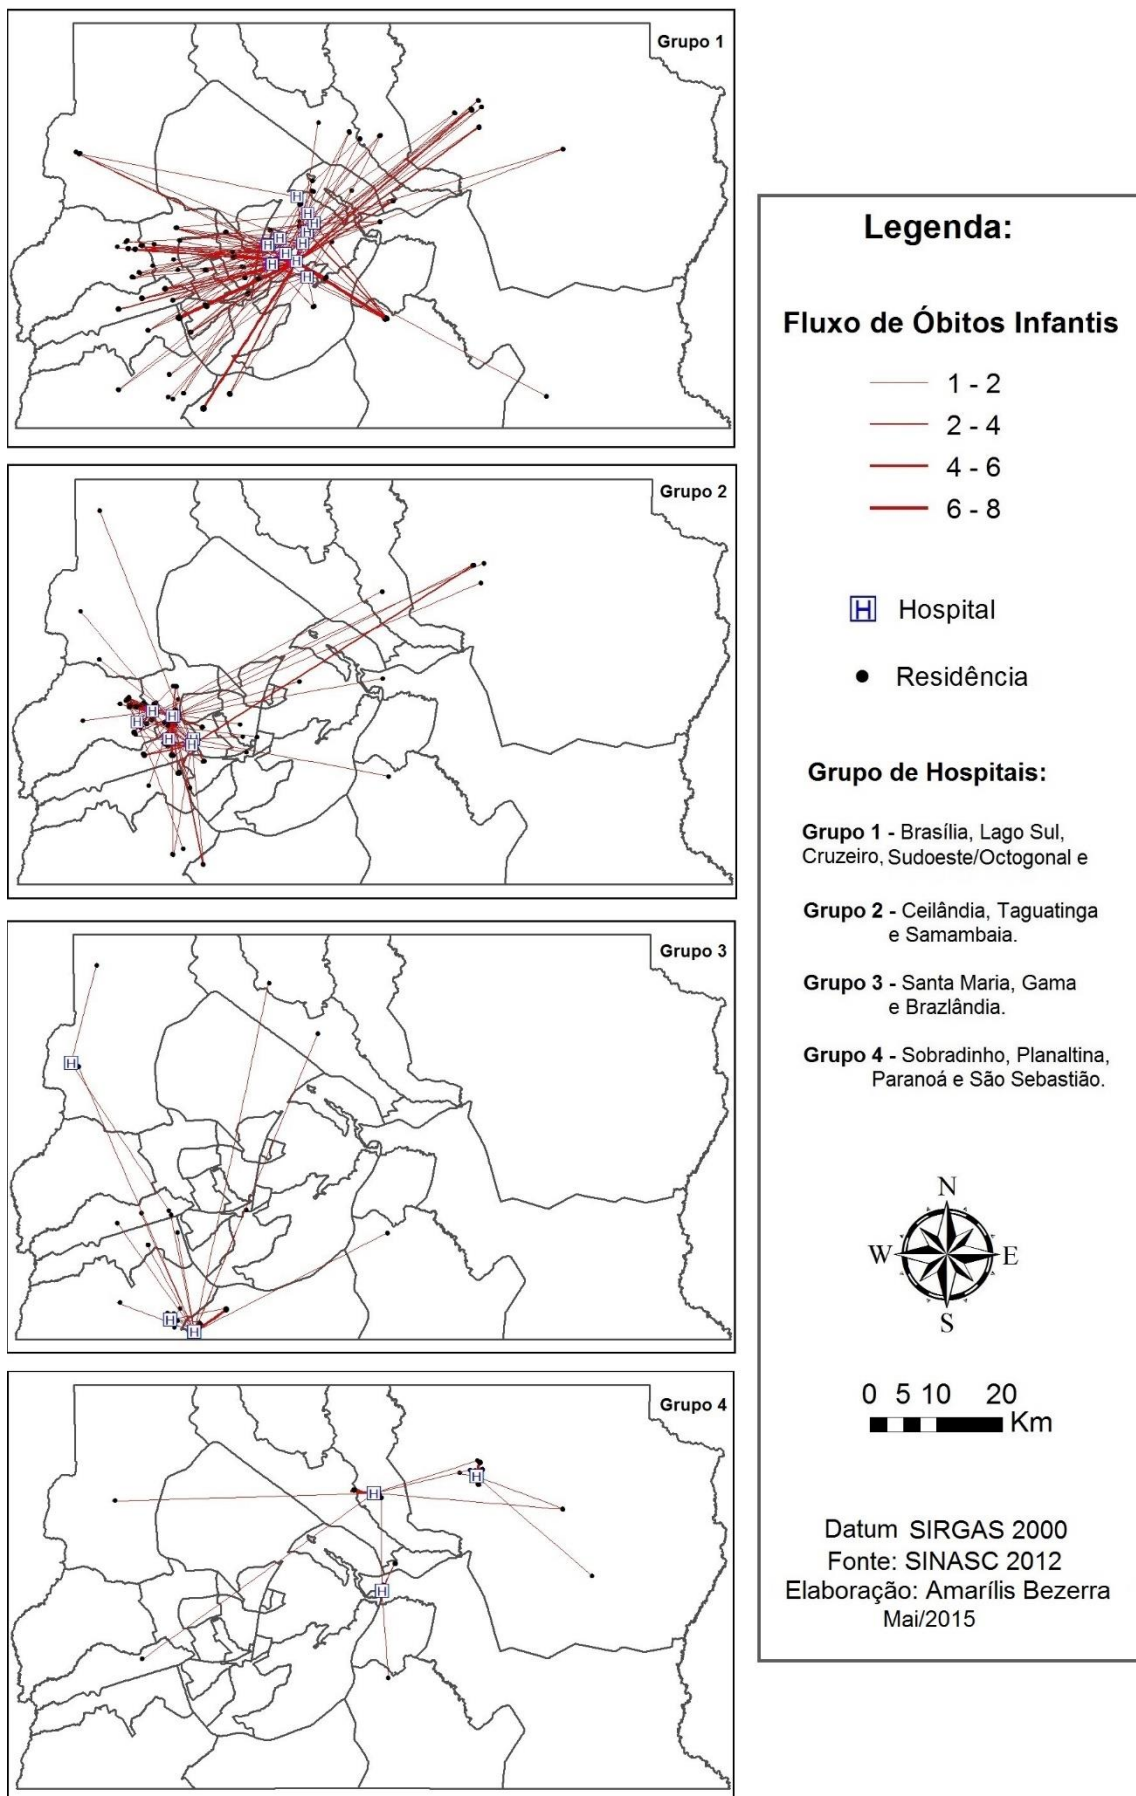 Grupo 1
H
H
H
H
H
H
H
H
H
H
H
Grupo 2
H
H
H
H
H
H
Grupo 3
H
H
H
Grupo 4
H
H
H
Legenda:
Fluxo de Óbitos Infantis
1 - 2
2 - 4
4 - 6
6 - 8
H Hospital
Residência
Grupo de Hospitais:
Grupo 1 - Brasília, Lago Sul,
Cruzeiro, Sudoeste/Octogonal e
Grupo 2 - Ceilândia, Taguatinga
e Samambaia.
Grupo 3 - Santa Maria, Gama
e Brazlândia.
Grupo 4 - Sobradinho, Planaltina,
Paranoá e São Sebastião.
N
W E
S
0 5 10 20
Km
Datum SIRGAS 2000
Fonte: SINASC 2012
Elaboração: Amarílis Bezerra
Mai/2015